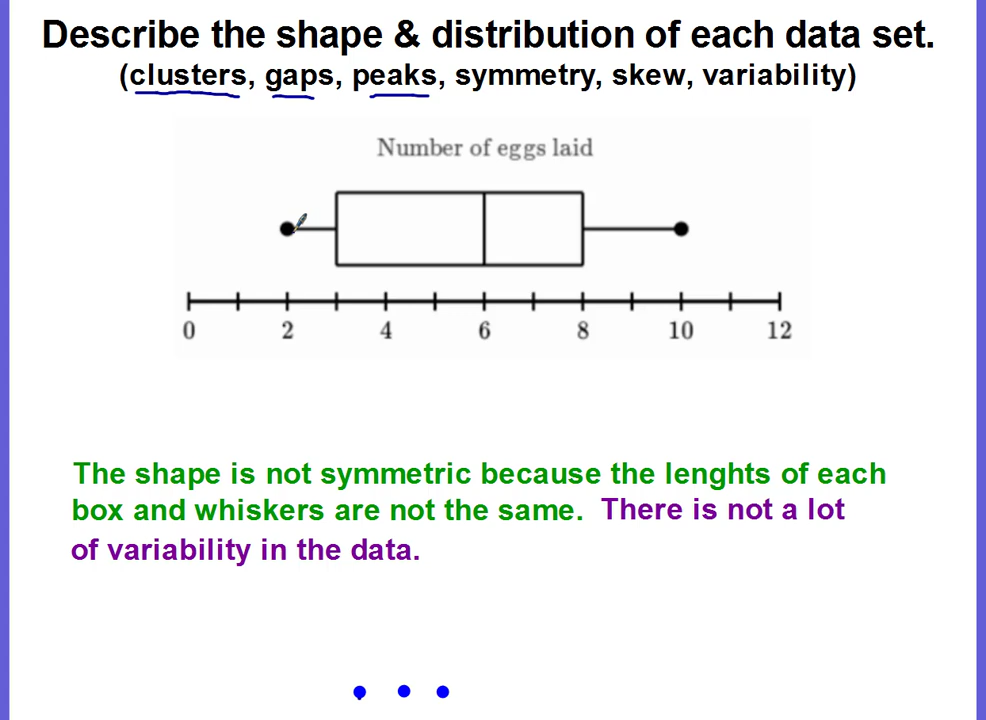 Describe the shape & distribution of each data set.
(clusters, gaps, peaks, symmetry, skew, variability)
Number of eggs laid
0 2 4 6 8 10 12
The shape is not symmetric because the lenghts of each
box and whiskers are not the same. There is not a lot
of variability in the data.